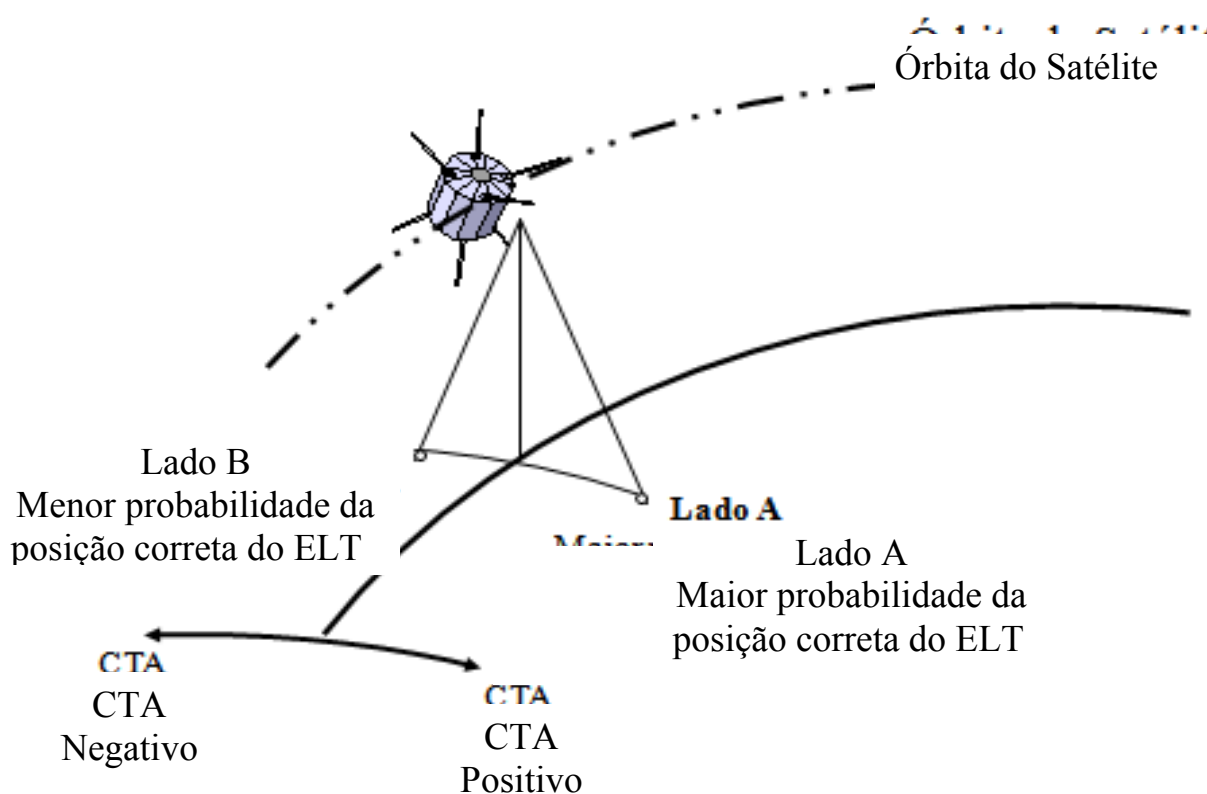 Órbita do Satélite
Lado B
Menor probabilidade da
posição correta do ELT
Lado A
Lado A
Maior probabilidade da
posição correta do ELT
CTA
CTA
Negativo
CTA
CTA
Positivo